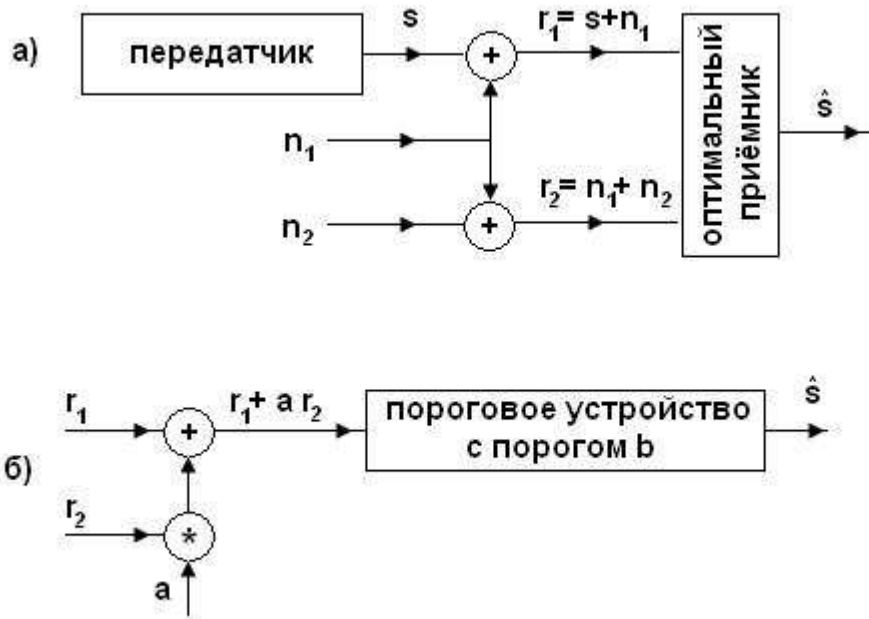 а)
передатчик
s
+
r₁= s+n₁
n₁
n₂
+
r₂= n₁+ n₂
оптимальный
приёмник
ŝ
б)
r₁
+
r₁+ a r₂
r₂
*
a
пороговое устройство
с порогом b
ŝ